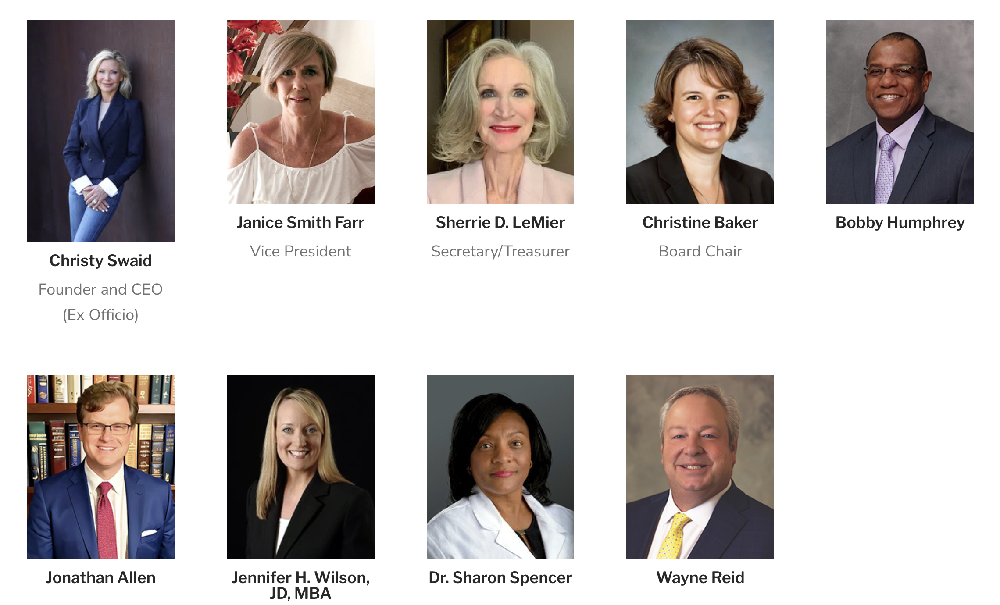 Christy Swaid
Founder and CEO
(Ex Officio)
Janice Smith Farr
Vice President
Sherrie D. LeMier
Secretary/Treasurer
Christine Baker
Board Chair
Bobby Humphrey
Jonathan Allen
Jennifer H. Wilson,
JD, MBA
Dr. Sharon Spencer
Wayne Reid